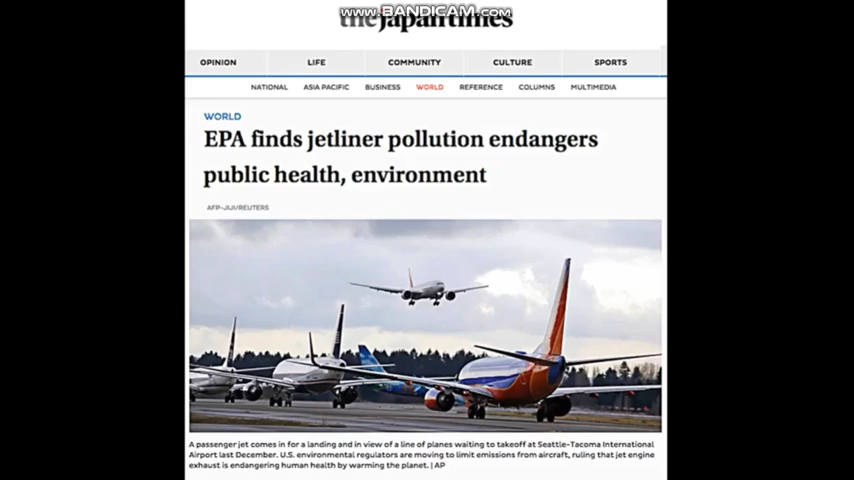 www.BANDICAM.com
the japan times
OPINION LIFE COMMUNITY CULTURE SPORTS
NATIONAL ASIA PACIFIC BUSINESS WORLD REFERENCE COLUMNS MULTIMEDIA
WORLD
EPA finds jetliner pollution endangers
public health, environment
AFP-JIJI/REUTERS
A passenger jet comes in for a landing and in view of a line of planes waiting to takeoff at Seattle-Tacoma International
Airport last December. U.S. environmental regulators are moving to limit emissions from aircraft, ruling that jet engine
exhaust is endangering human health by warming the planet. | AP